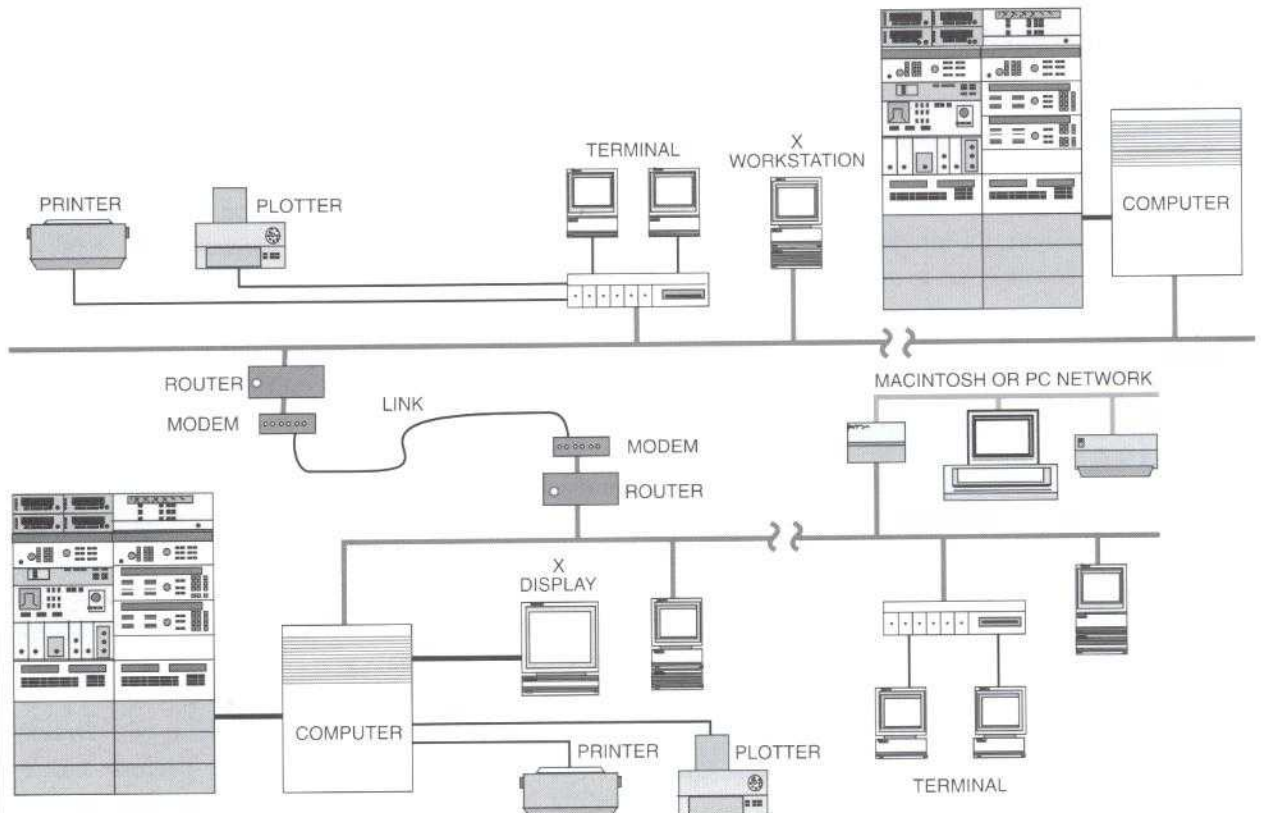 TERMINAL
X
WORKSTATION
PRINTER
PLOTTER
COMPUTER
ROUTER
MODEM
LINK
MACINTOSH OR PC NETWORK
MODEM
ROUTER
X
DISPLAY
COMPUTER
PRINTER
PLOTTER
TERMINAL